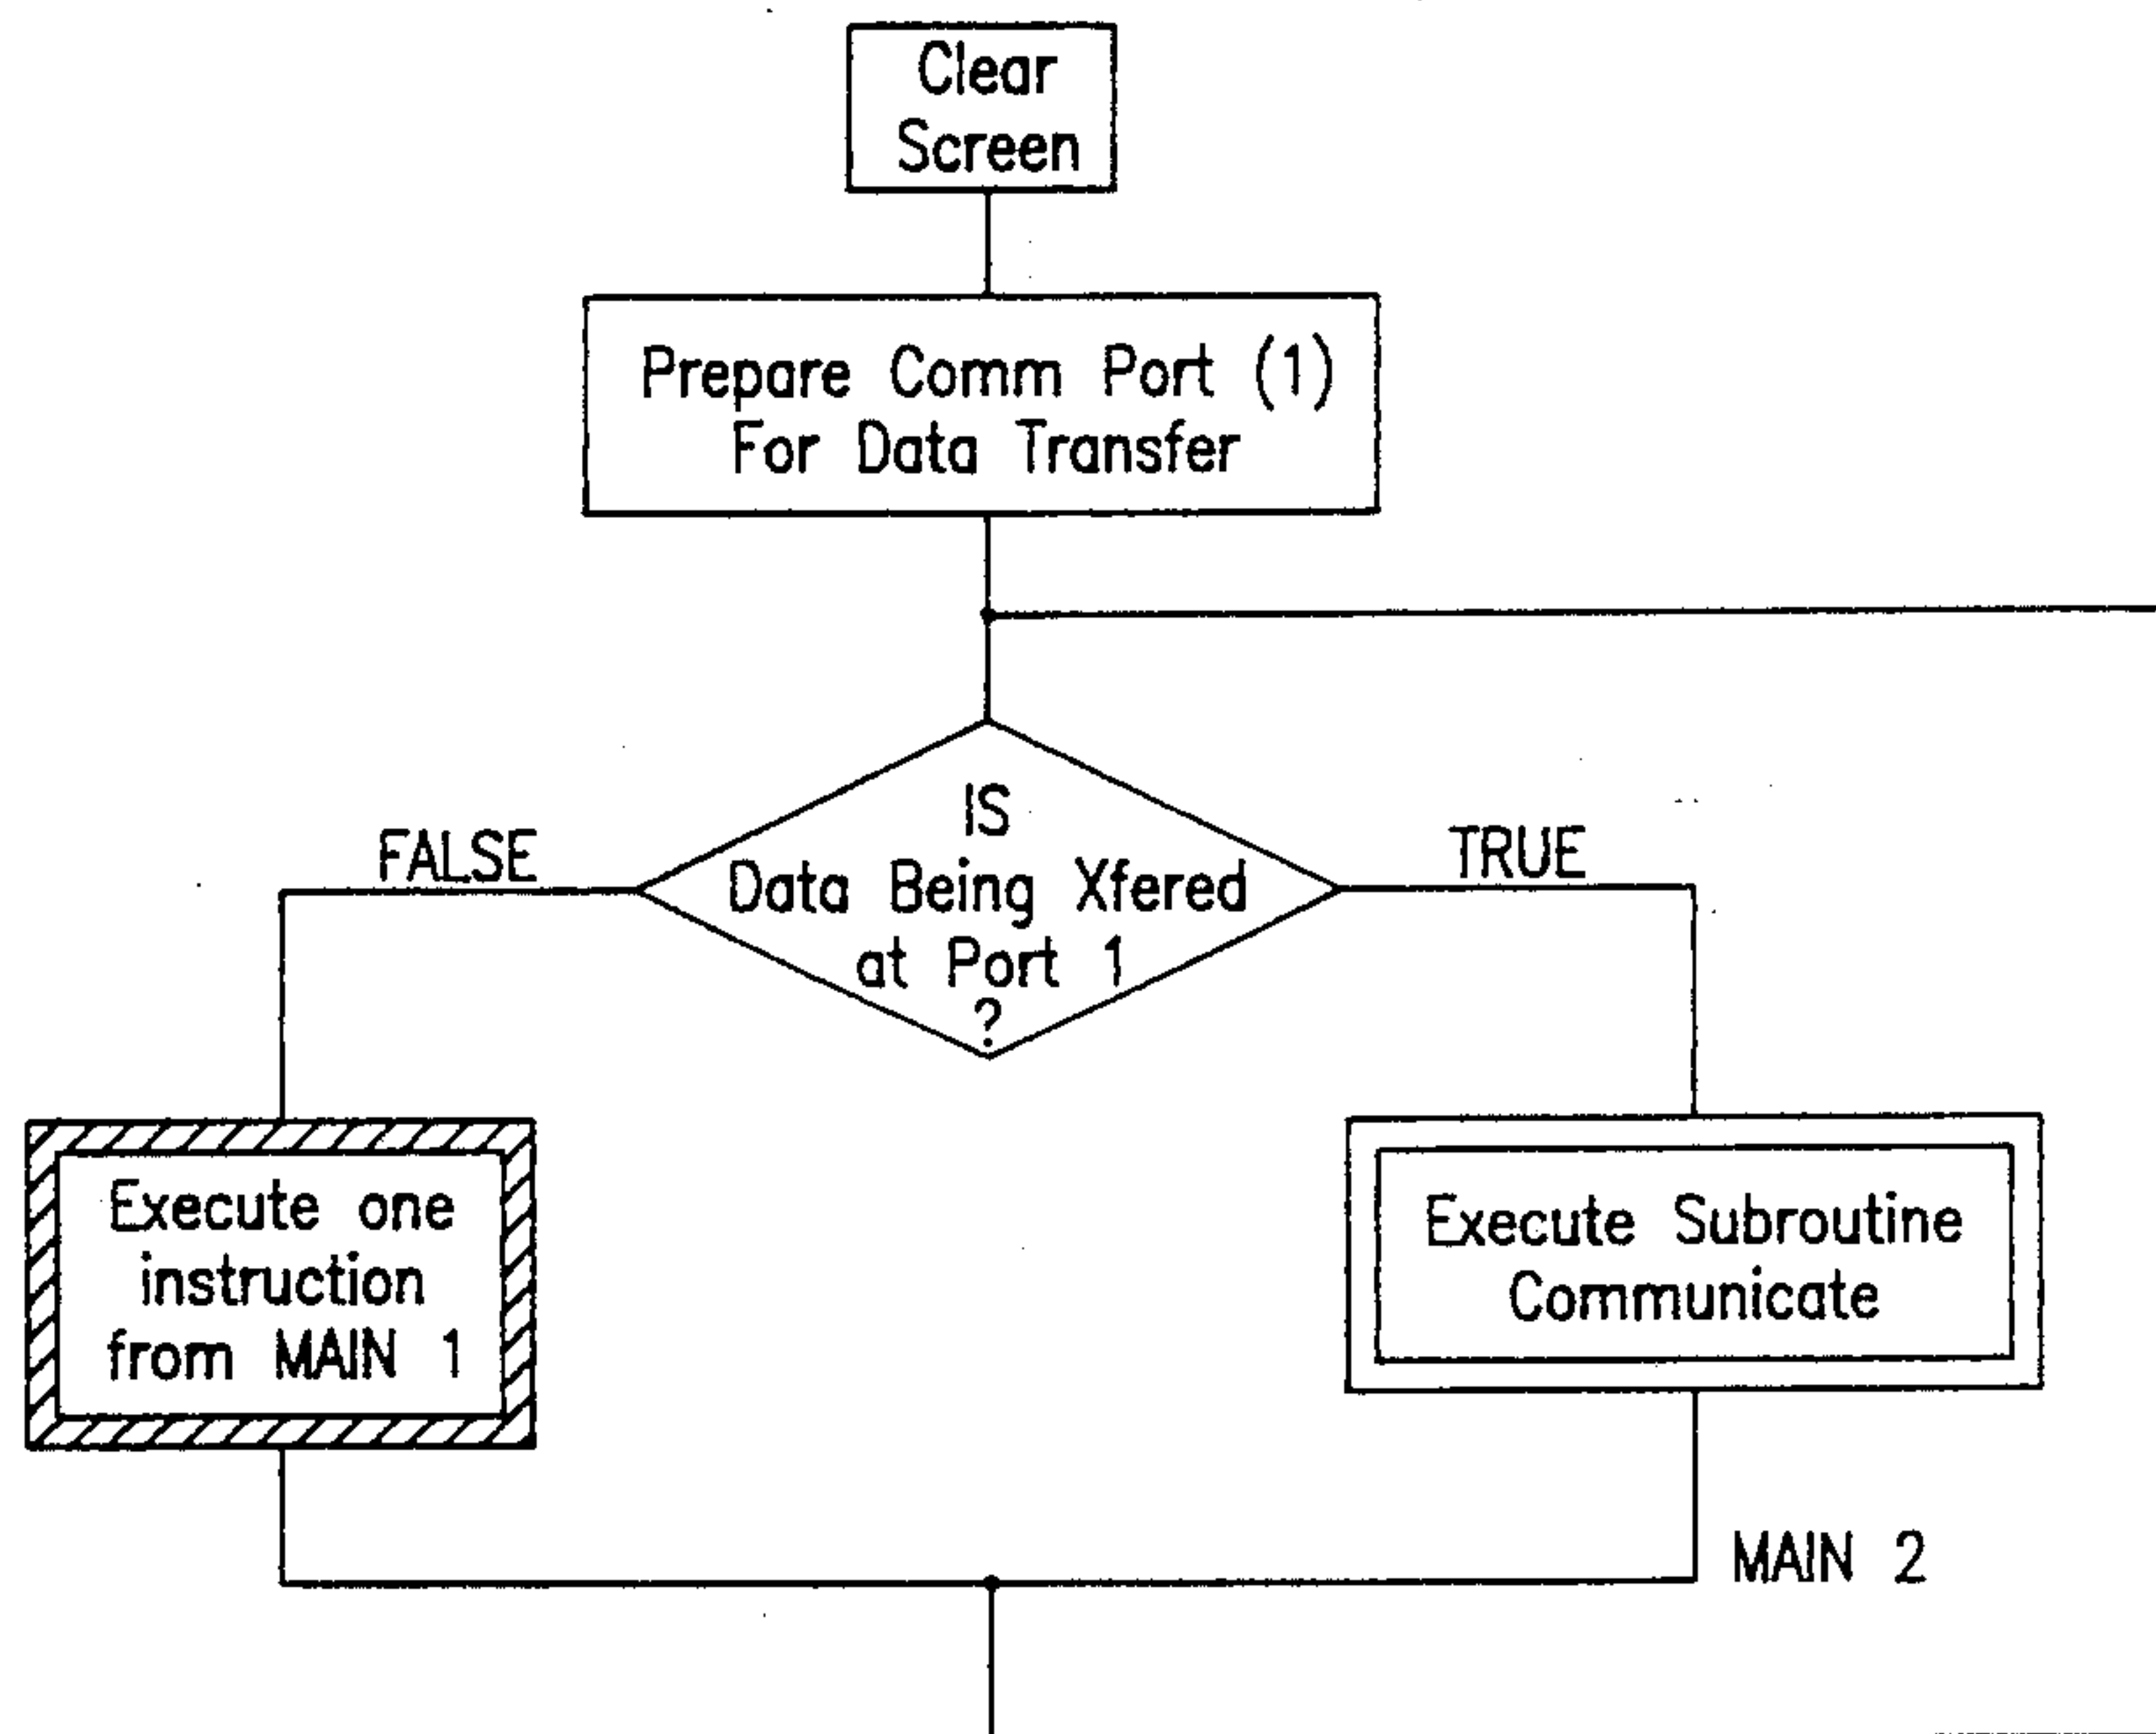 Clear
Screen
Prepare Comm Port (1)
For Data Transfer
IS
Data Being Xfered
at Port 1
?
FALSE
TRUE
Execute one
instruction
from MAIN 1
Execute Subroutine
Communicate
MAIN 2